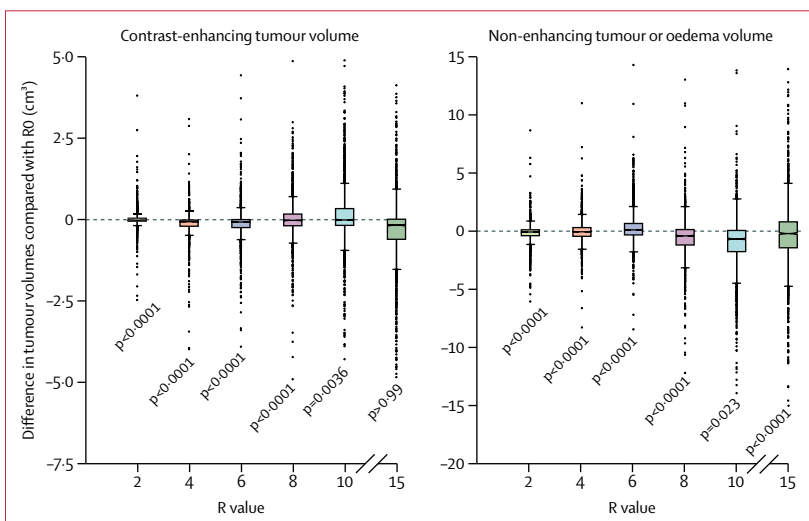 Contrast-enhancing tumour volume
Difference in tumour volumes compared with R0 (cm³)
5·0
2·5
0
−2·5
−5·0
−7·5
p<0·0001
p<0·0001
p<0·0001
p<0·0001
p=0·0036
p>0·99
2
4
6
8
10
15
R value
Non-enhancing tumour or oedema volume
15
10
5
0
−5
−10
−15
−20
p<0·0001
p<0·0001
p<0·0001
p<0·0001
p=0·023
p<0·0001
2
4
6
8
10
15
R value